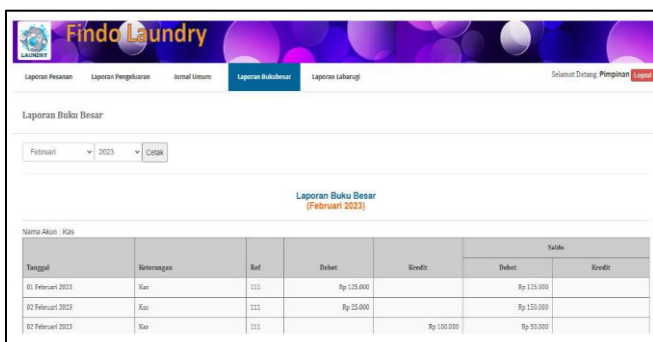 Findo Laundry
LAUNDRY
Laporan Pesanan Laporan Pengeluaran Jurnal Umum Laporan Bukubesar Laporan Labarugi Selamat Datang, Pimpinan Logout
Laporan Buku Besar
Februari 2023 Cetak
Laporan Buku Besar
(Februari 2023)
Nama Akun : Kas
Saldo
Tanggal Keterangan Ref Debet Kredit Debet Kredit
01 Februari 2023 Kas 111 Rp 125.000 Rp 125.000
02 Februari 2023 Kas 111 Rp 25.000 Rp 150.000
02 Februari 2023 Kas 111 Rp 100.000 Rp 50.000